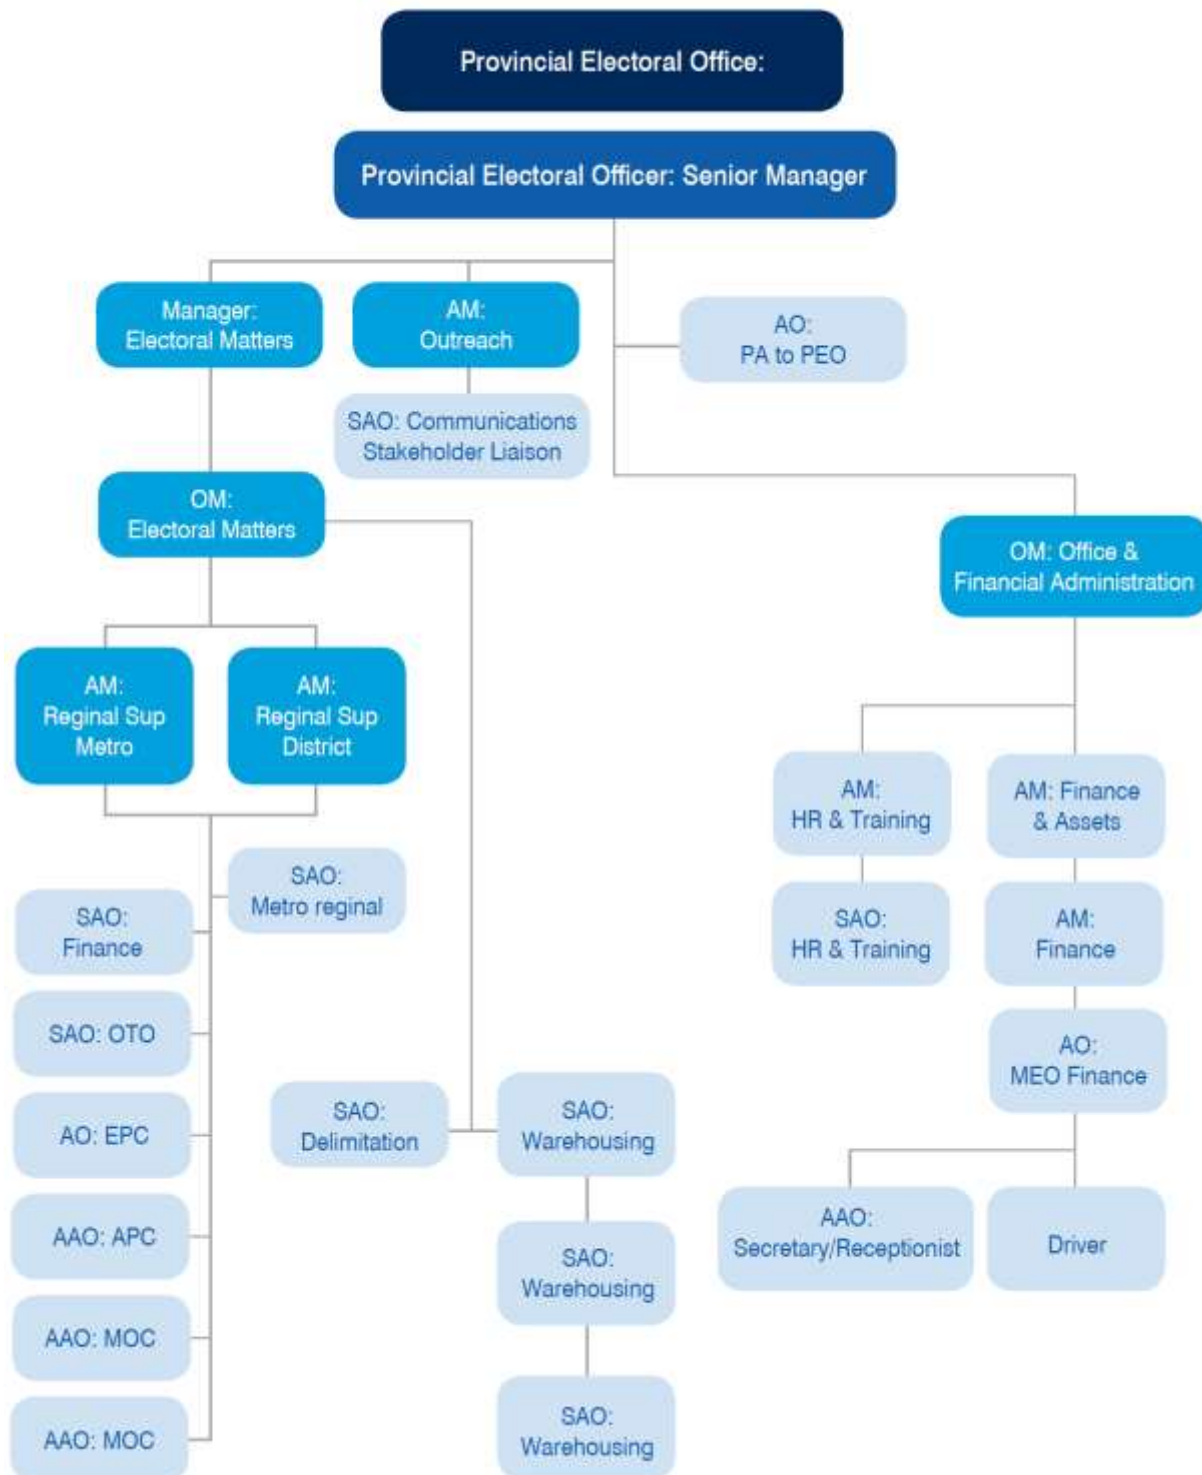 Provincial Electoral Office:
Provincial Electoral Officer: Senior Manager
Manager:
Electoral Matters
AM:
Outreach
AO:
PA to PEO
SAO: Communications
Stakeholder Liaison
OM:
Electoral Matters
OM: Office &
Financial Administration
AM:
Reginal Sup
Metro
AM:
Reginal Sup
District
AM:
HR & Training
AM: Finance
& Assets
SAO:
Metro reginal
SAO:
Finance
SAO:
HR & Training
AM:
Finance
SAO: OTO
AO:
MEO Finance
AO: EPC
SAO:
Delimitation
SAO:
Warehousing
AAO: APC
SAO:
Warehousing
AAO:
Secretary/Receptionist
Driver
AAO: MOC
AAO: MOC
SAO:
Warehousing